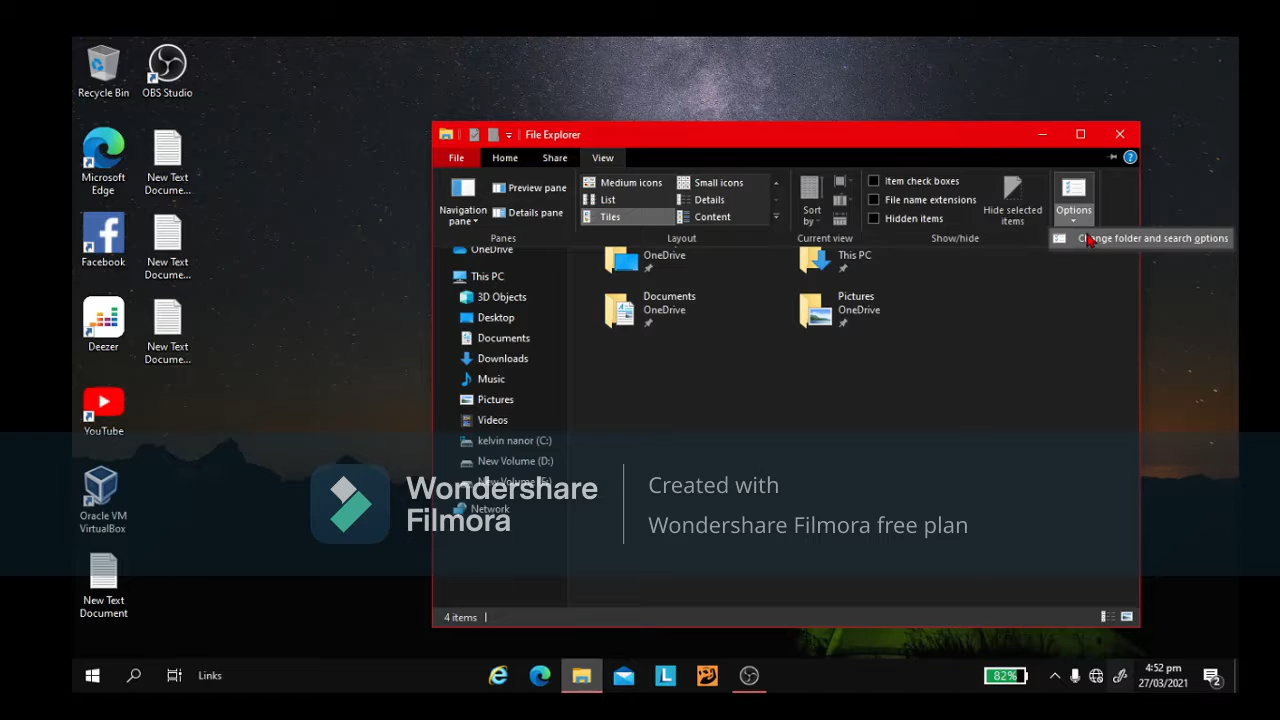 Recycle Bin
OBS Studio
Microsoft
Edge
New Text
Docume...
Facebook
New Text
Docume...
Deezer
New Text
Docume...
YouTube
Oracle VM
VirtualBox
New Text
Document
File Explorer
File Home Share View
Navigation
pane
Preview pane
Details pane
Panes
Medium icons Small icons
List Details
Tiles Content
Layout
Sort
by
Current view
Item check boxes
File name extensions
Hidden items
Hide selected
items
Show/hide
Options
Change folder and search options
OneDrive
This PC
3D Objects
Desktop
Documents
Downloads
Music
Pictures
Videos
kelvin nanor (C:)
New Volume (D:)
Network
OneDrive
This PC
Documents
OneDrive
Pictures
OneDrive
4 items
Wondershare
Filmora
Created with
Wondershare Filmora free plan
Links
82%
4:52 pm
27/03/2021
2